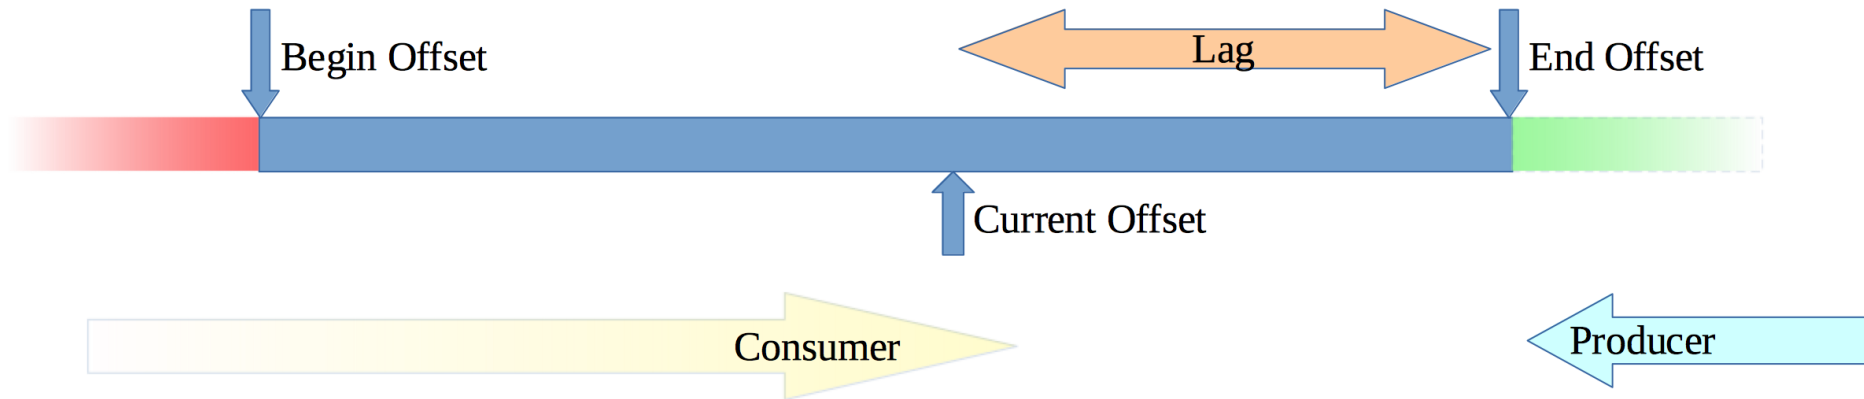 Begin Offset
Lag
End Offset
Current Offset
Consumer
Producer